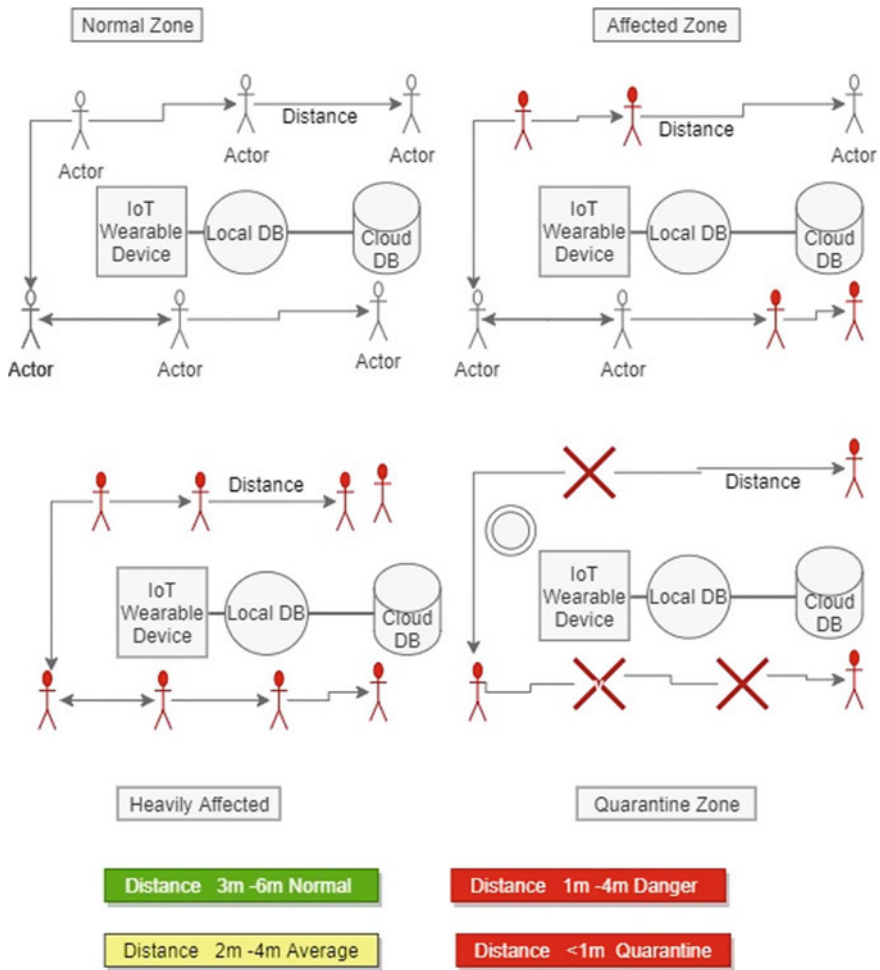 Normal Zone
Affected Zone
Distance
Actor
Actor
Actor
IoT
Wearable
Device
Local DB
Cloud
DB
Actor
Actor
Actor
Distance
Actor
IoT
Wearable
Device
Local DB
Cloud
DB
Actor
Actor
Distance
IoT
Wearable
Device
Local DB
Cloud
DB
Distance
IoT
Wearable
Device
Local DB
Cloud
DB
Heavily Affected
Quarantine Zone
Distance 3m -6m Normal
Distance 1m -4m Danger
Distance 2m -4m Average
Distance <1m Quarantine